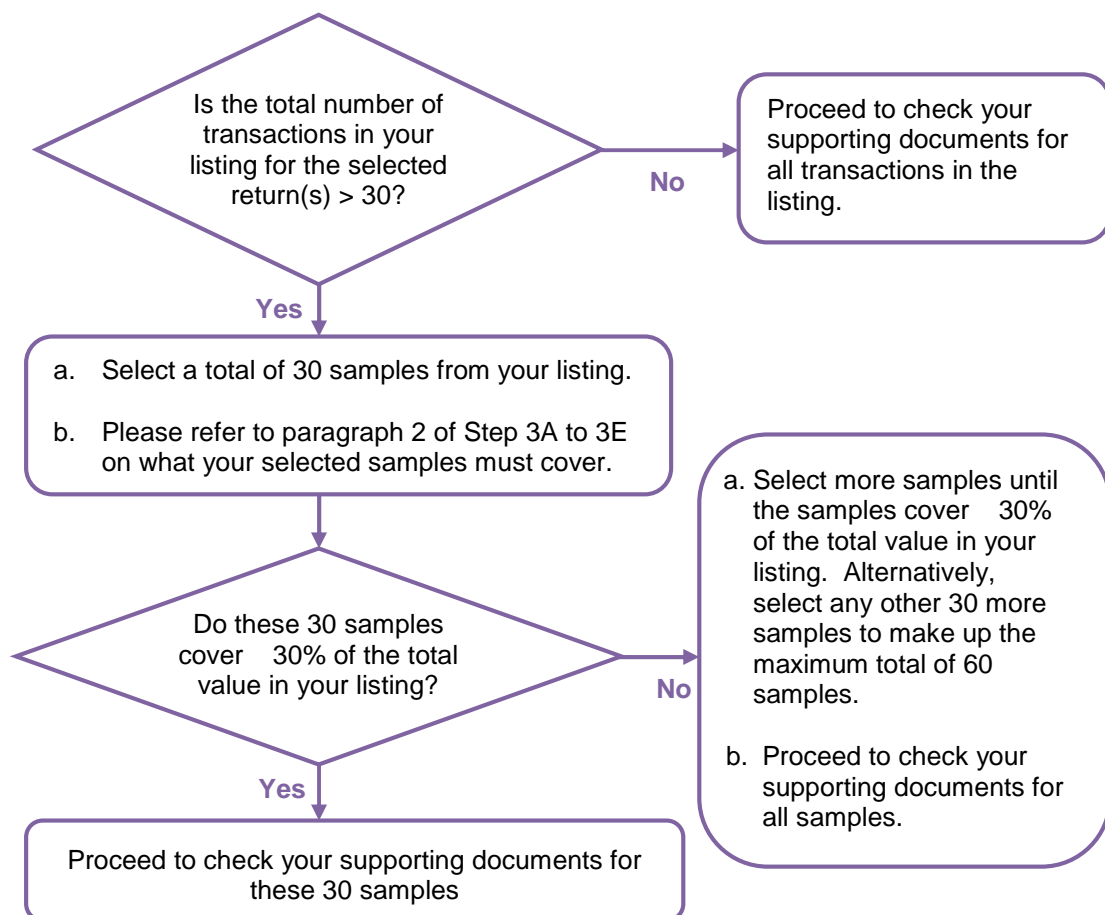 Is the total number of
transactions in your
listing for the selected
return(s) > 30?
No
Proceed to check your
supporting documents for
all transactions in the
listing.
Yes
a. Select a total of 30 samples from your listing.
b. Please refer to paragraph 2 of Step 3A to 3E
on what your selected samples must cover.
Do these 30 samples
cover 30% of the total
value in your listing?
No
a. Select more samples until
the samples cover 30%
of the total value in your
listing. Alternatively,
select any other 30 more
samples to make up the
maximum total of 60
samples.
b. Proceed to check your
supporting documents for
all samples.
Yes
Proceed to check your supporting documents for
these 30 samples